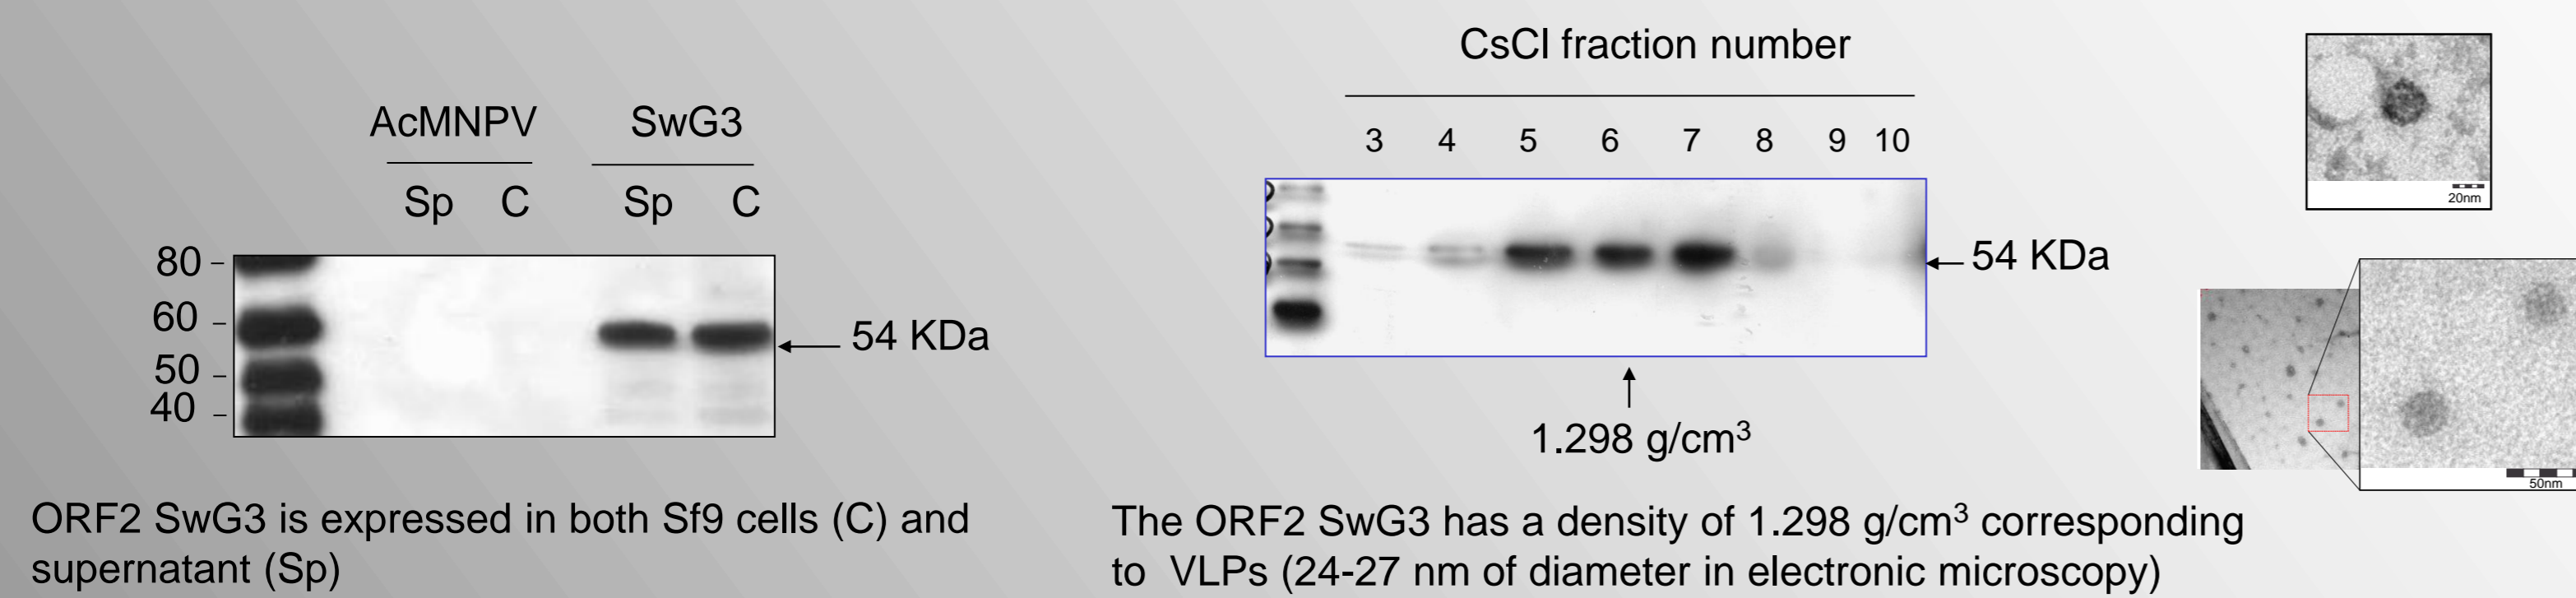 AcMNPV SwG3
Sp C Sp C
80 -
60 -
50 -
40 -
54 KDa
ORF2 SwG3 is expressed in both Sf9 cells (C) and
supernatant (Sp)
CsCl fraction number
3 4 5 6 7 8 9 10
54 KDa
1.298 g/cm³
The ORF2 SwG3 has a density of 1.298 g/cm³ corresponding
to VLPs (24-27 nm of diameter in electronic microscopy)
20nm
50nm